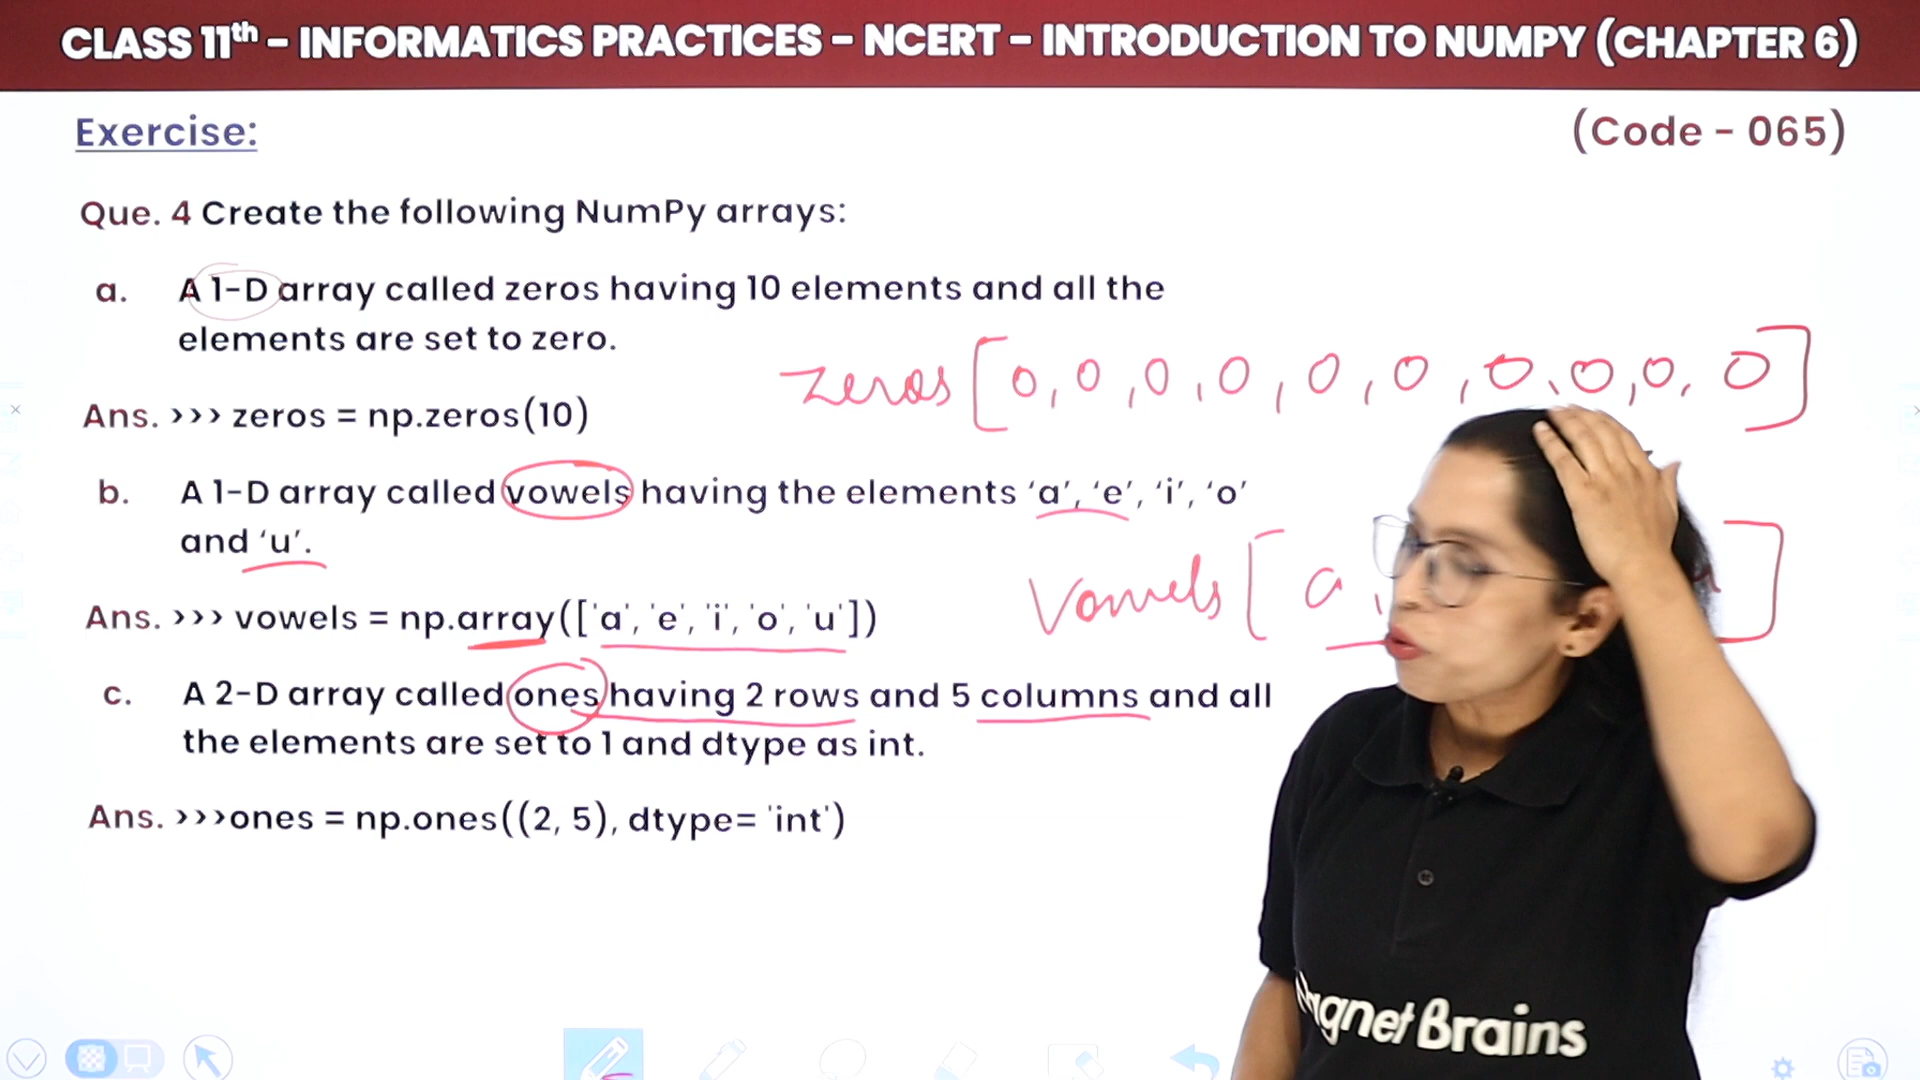 CLASS 11th - INFORMATICS PRACTICES - NCERT - INTRODUCTION TO NUMPY (CHAPTER 6)
Exercise:
(Code - 065)
Que. 4 Create the following NumPy arrays:
a. A 1-D array called zeros having 10 elements and all the
elements are set to zero.
zeros [0, 0, 0, 0, 0, 0, 0, 0, 0, 0]
Ans. >>> zeros = np.zeros(10)
b. A 1-D array called vowels having the elements ‘a’, ‘e’, ‘i’, ‘o’
and ‘u’.
Vowels [ a,
Ans. >>> vowels = np.array(['a', 'e', 'i', 'o', 'u'])
c. A 2-D array called ones having 2 rows and 5 columns and all
the elements are set to 1 and dtype as int.
Ans. >>>ones = np.ones((2, 5), dtype= 'int')
Brains